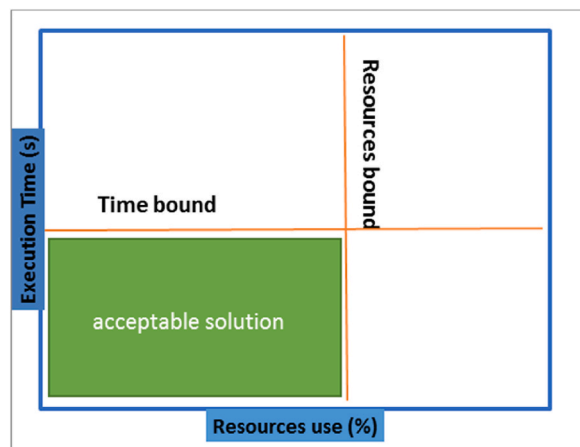 Resources bound
Execution Time (s)
Time bound
acceptable solution
Resources use (%)